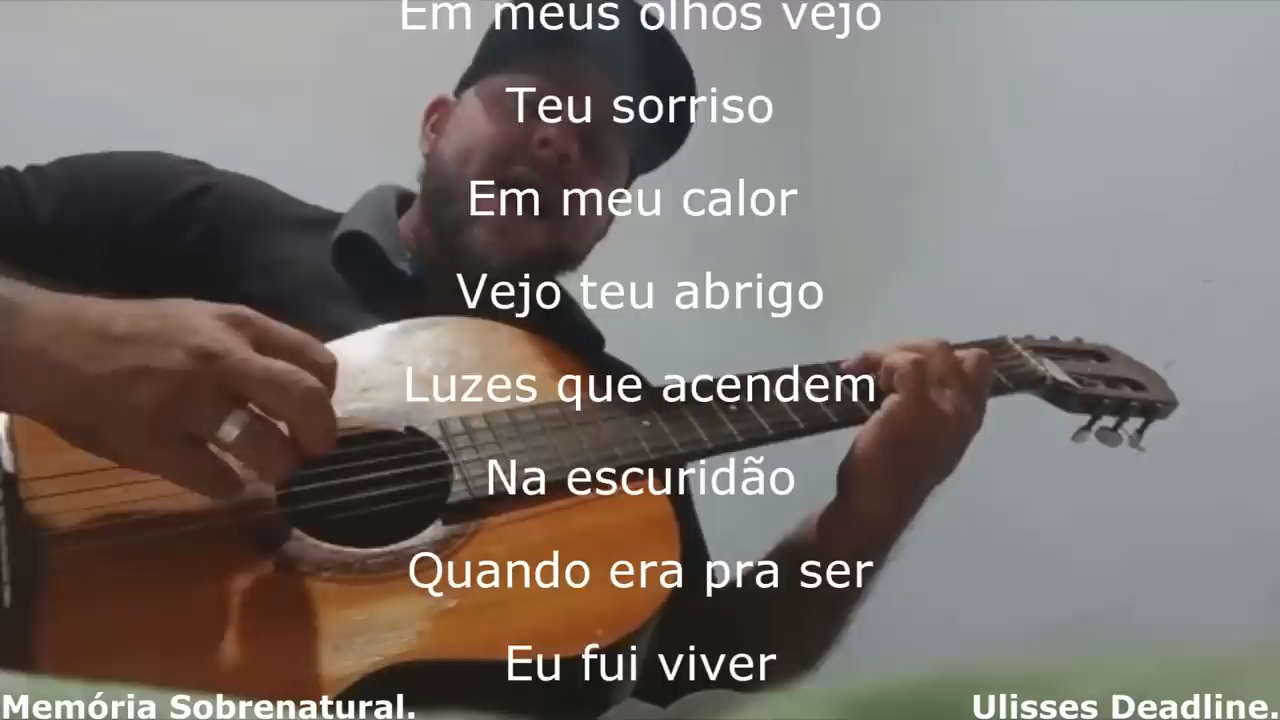 Em meus olhos vejo
Teu sorriso
Em meu calor
Vejo teu abrigo
Luzes que acendem
Na escuridão
Quando era pra ser
Eu fui viver
Memória Sobrenatural.
Ulisses Deadline.